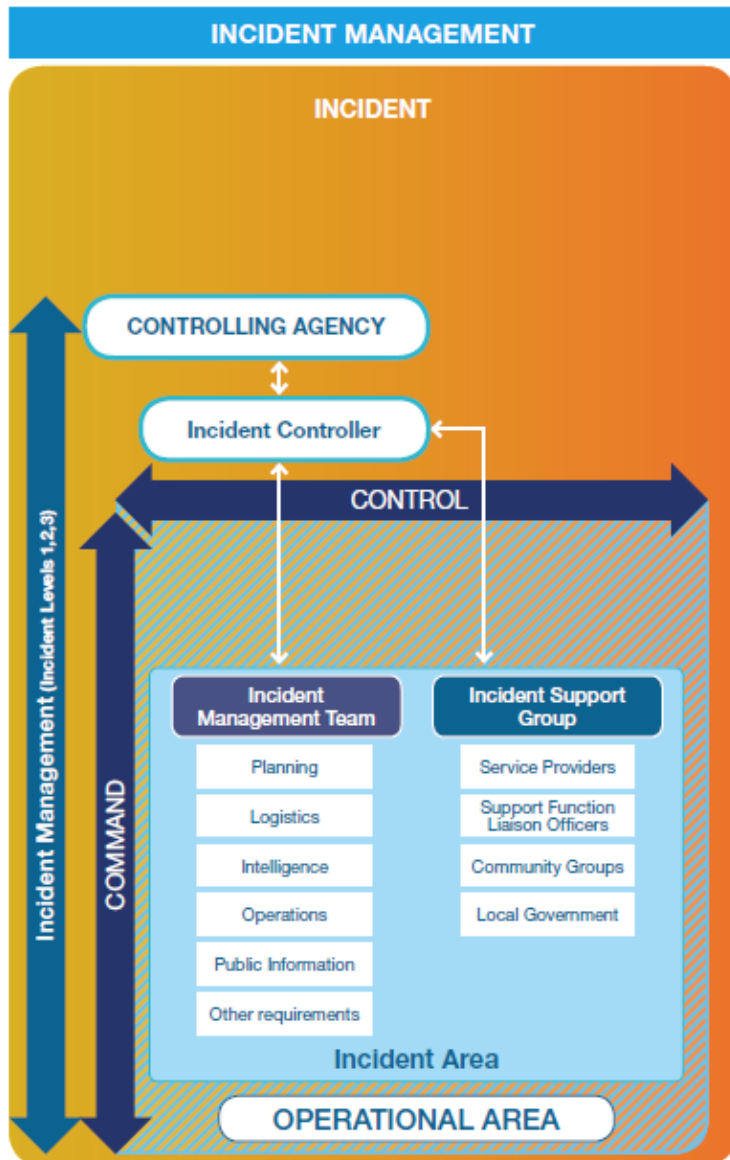 INCIDENT MANAGEMENT
INCIDENT
CONTROLLING AGENCY
Incident Controller
CONTROL
Incident Management (Incident Levels 1,2,3)
COMMAND
Incident
Management Team
Planning
Logistics
Intelligence
Operations
Public Information
Other requirements
Incident Support
Group
Service Providers
Support Function
Liaison Officers
Community Groups
Local Government
Incident Area
OPERATIONAL AREA